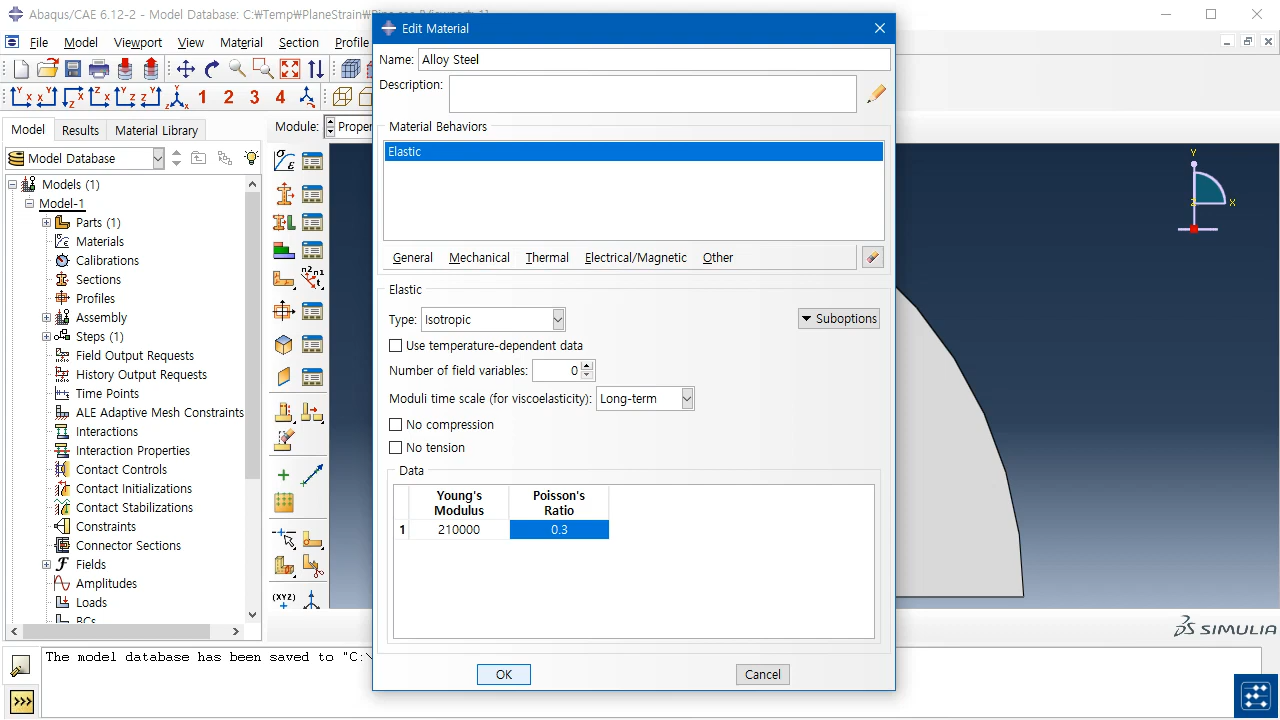 Abaqus/CAE 6.12-2 - Model Database: C:₩Temp₩PlaneStrain₩
Edit Material
File Model Viewport View Material Section Profile
Name: Alloy Steel
Description:
1 2 3 4
Model Results Material Library
Module: Proper
Material Behaviors
Elastic
Model Database
Models (1)
Model-1
Parts (1)
Materials
Calibrations
Sections
Profiles
Assembly
Steps (1)
Field Output Requests
History Output Requests
Time Points
ALE Adaptive Mesh Constraints
Interactions
Interaction Properties
Contact Controls
Contact Initializations
Contact Stabilizations
Constraints
Connector Sections
Fields
Amplitudes
Loads
BCs
General Mechanical Thermal Electrical/Magnetic Other
Elastic
Type: Isotropic
Suboptions
Use temperature-dependent data
Number of field variables: 0
Moduli time scale (for viscoelasticity): Long-term
No compression
No tension
Data
Young's Modulus Poisson's Ratio
1 210000 0.3
OK Cancel
Y
Z X
(XYZ)
SIMULIA
The model database has been saved to "C:\
>>>